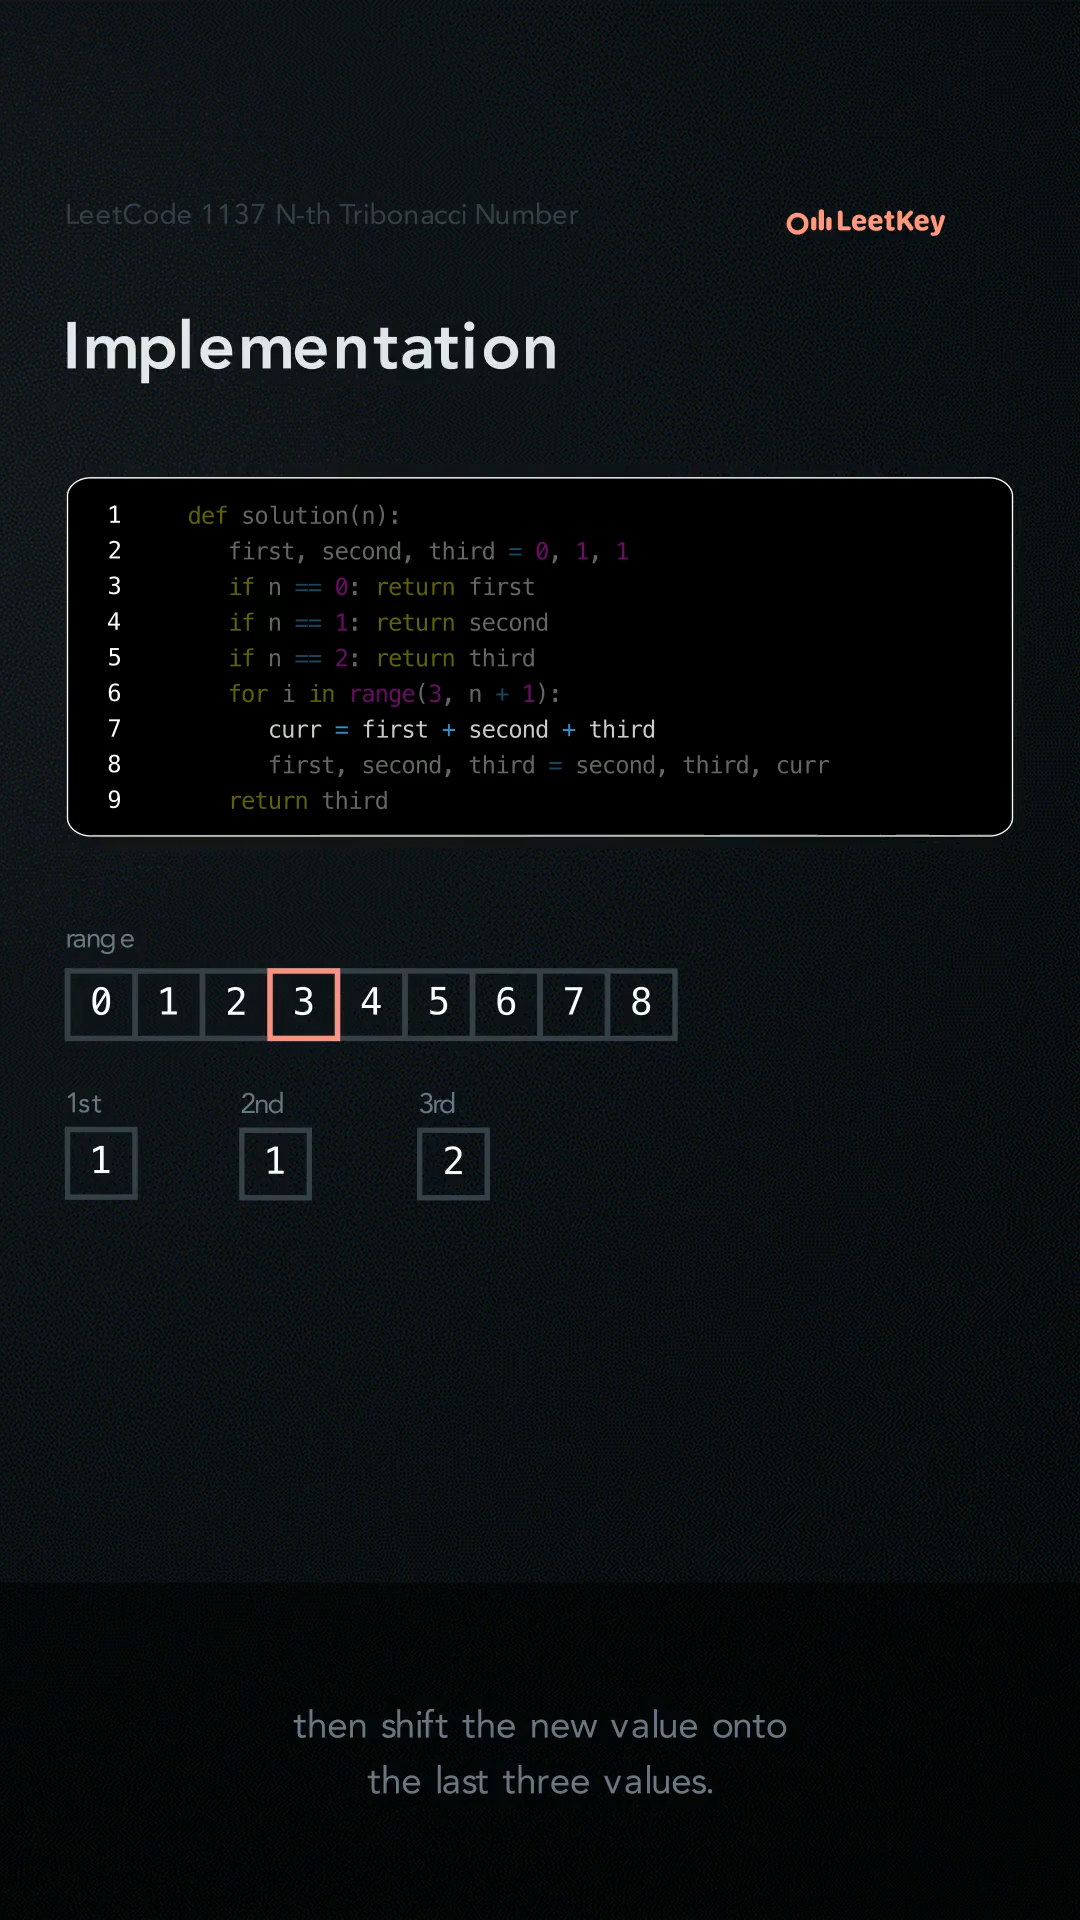 LeetCode 1137 N-th Tribonacci Number
LeetKey
Implementation
1 def solution(n):
2 first, second, third = 0, 1, 1
3 if n == 0: return first
4 if n == 1: return second
5 if n == 2: return third
6 for i in range(3, n + 1):
7 curr = first + second + third
8 first, second, third = second, third, curr
9 return third
range
0 1 2 3 4 5 6 7 8
1st 2nd 3rd
1 1 2
then shift the new value onto
the last three values.